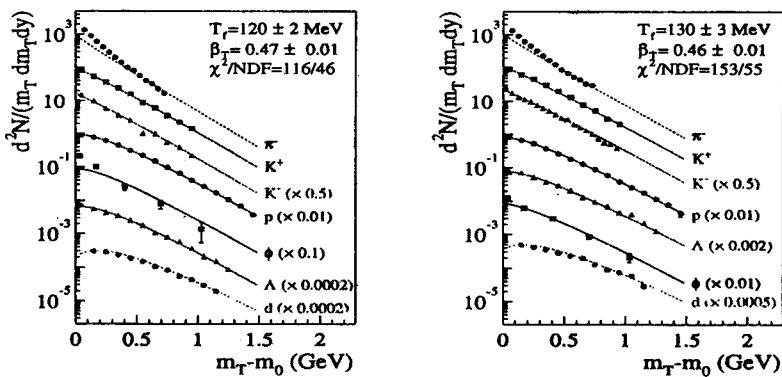 d²N/(m_T dm_T dy)
10³
10
10⁻¹
10⁻³
10⁻⁵
T_f=120 ± 2 MeV
β_T= 0.47 ± 0.01
χ²/NDF=116/46
π⁻
K⁺
K⁻ (× 0.5)
p (× 0.01)
ϕ (× 0.1)
Λ (× 0.0002)
d (× 0.0002)
0 0.5 1 1.5 2
m_T-m_0 (GeV)
d²N/(m_T dm_T dy)
10³
10
10⁻¹
10⁻³
10⁻⁵
T_f=130 ± 3 MeV
β_T= 0.46 ± 0.01
χ²/NDF=153/55
π⁻
K⁺
K⁻ (× 0.5)
p (× 0.01)
Λ (× 0.002)
ϕ (× 0.01)
d (× 0.0005)
0 0.5 1 1.5 2
m_T-m_0 (GeV)